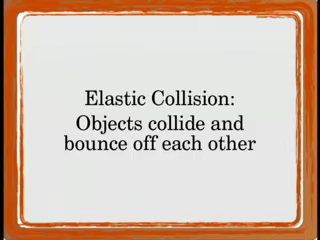 Elastic Collision:
Objects collide and
bounce off each other